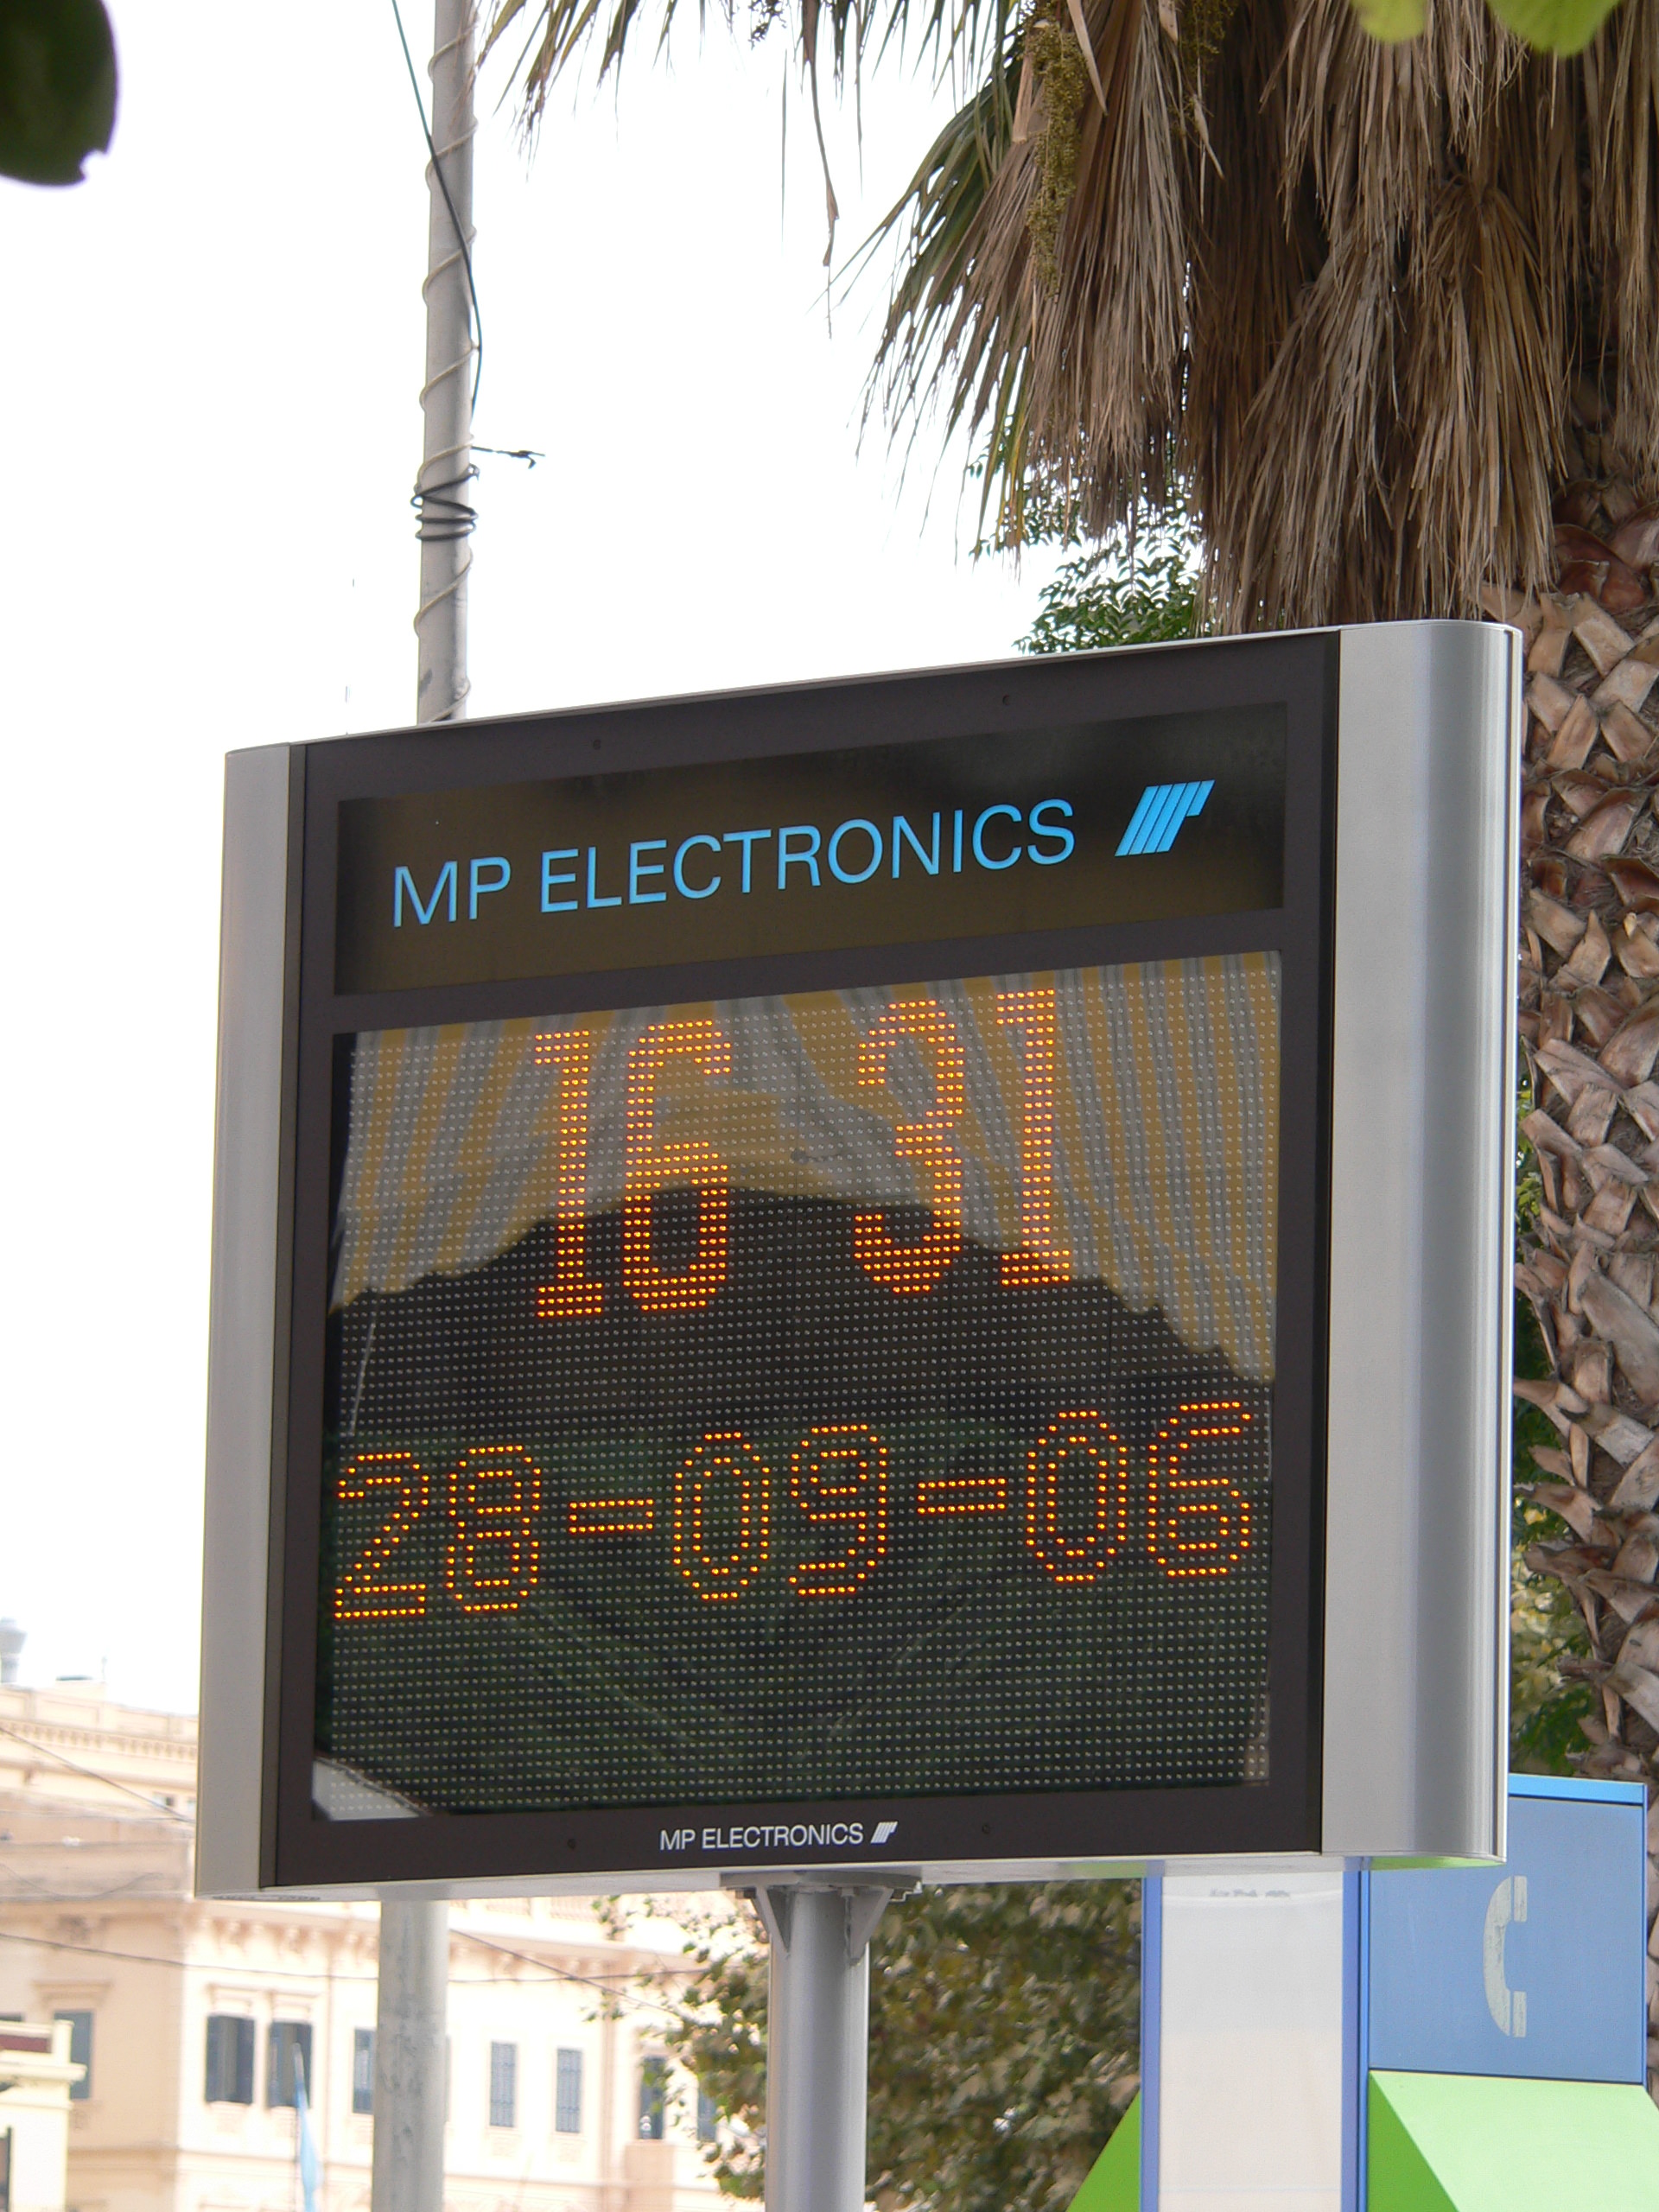 MP ELECTRONICS
16 31
28-09-06
MP ELECTRONICS